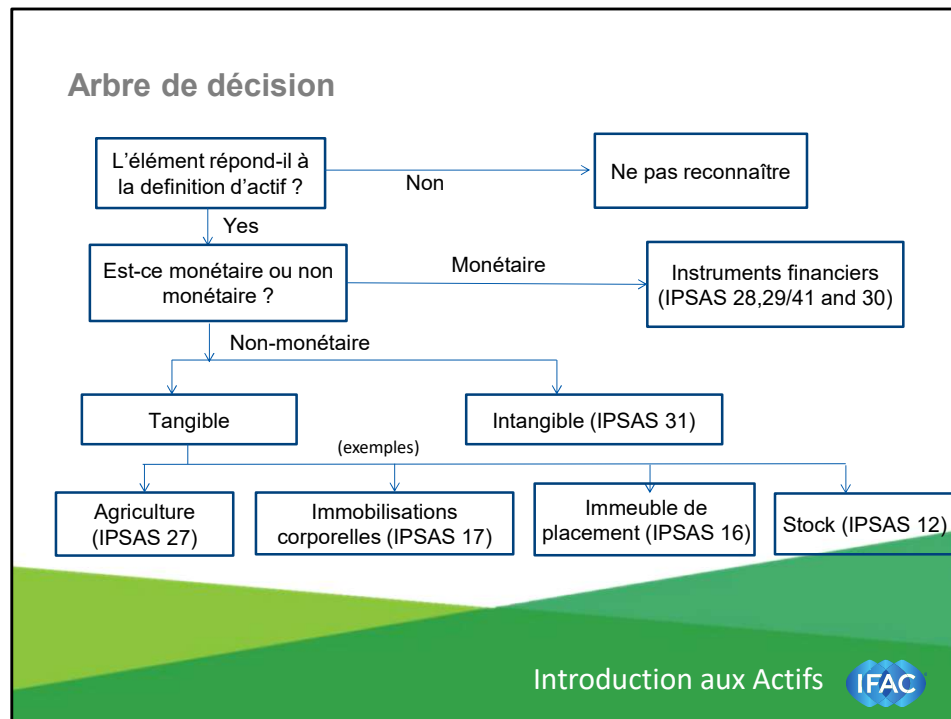 Arbre de décision
L’élément répond-il à
la definition d’actif ?
Non
Ne pas reconnaître
Yes
Est-ce monétaire ou non
monétaire ?
Monétaire
Instruments financiers
(IPSAS 28,29/41 and 30)
Non-monétaire
Tangible
Intangible (IPSAS 31)
(exemples)
Agriculture
(IPSAS 27)
Immobilisations
corporelles (IPSAS 17)
Immeuble de
placement (IPSAS 16)
Stock (IPSAS 12)
Introduction aux Actifs
IFAC